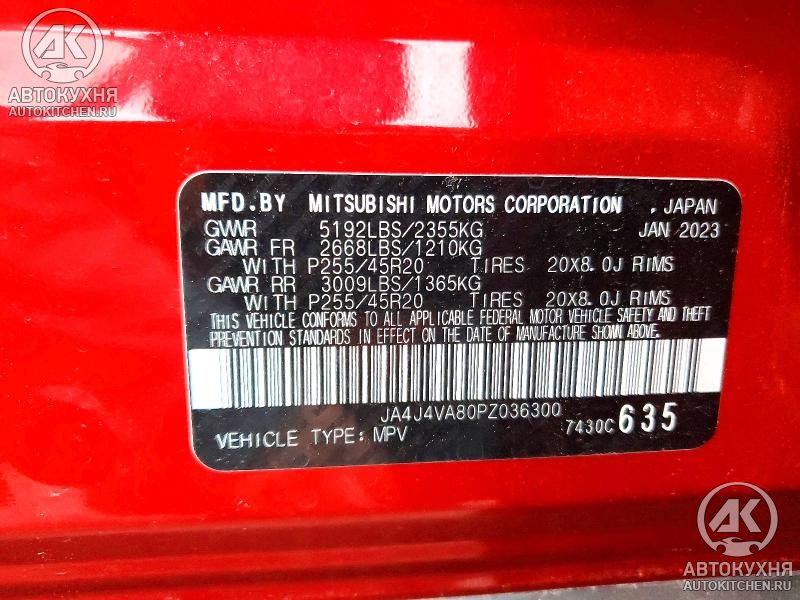 АК
АВТОКУХНЯ
AUTOKITCHEN.RU
MFD.BY MITSUBISHI MOTORS CORPORATION , JAPAN
GVWR 5192LBS/2355KG JAN 2023
GAWR FR 2668LBS/1210KG
WITH P255/45R20 TIRES 20X8.0J RIMS
GAWR RR 3009LBS/1365KG
WITH P255/45R20 TIRES 20X8.0J RIMS
THIS VEHICLE CONFORMS TO ALL APPLICABLE FEDERAL MOTOR VEHICLE SAFETY AND THEFT
PREVENTION STANDARDS IN EFFECT ON THE DATE OF MANUFACTURE SHOWN ABOVE.
JA4J4VA80PZ036300
VEHICLE TYPE: MPV 7430C 635
АК
АВТОКУХНЯ
AUTOKITCHEN.RU